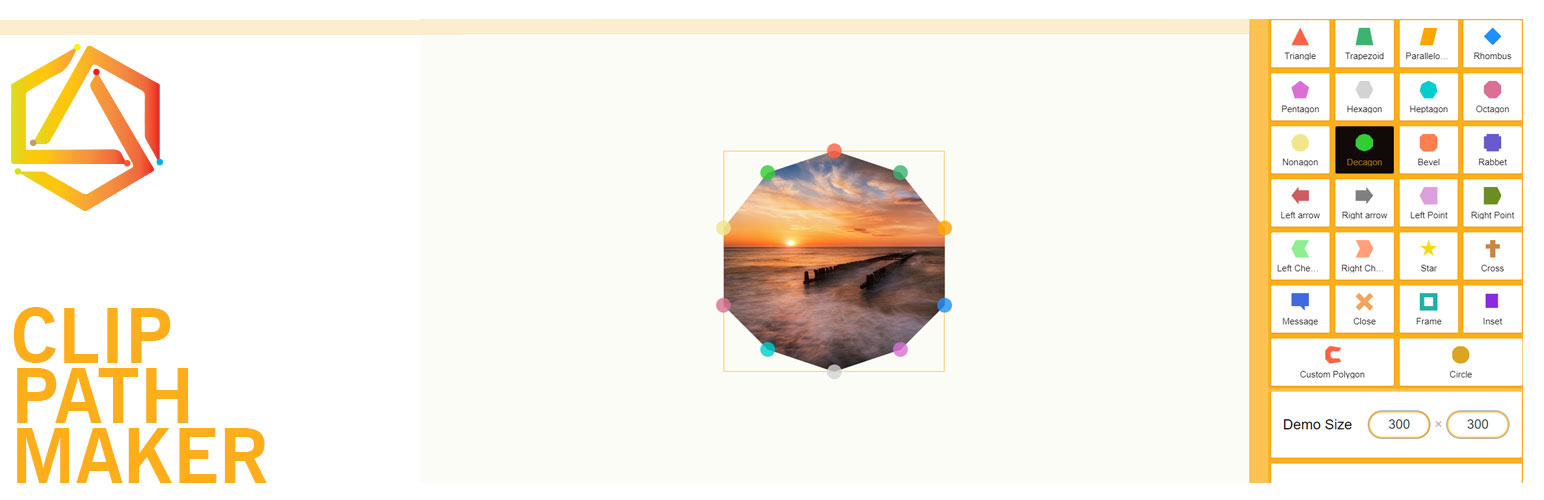 CLIP
PATH
MAKER
Triangle
Trapezoid
Parallelo...
Rhombus
Pentagon
Hexagon
Heptagon
Octagon
Nonagon
Decagon
Bevel
Rabbet
Left arrow
Right arrow
Left Point
Right Point
Left Che...
Right Ch...
Star
Cross
Message
Close
Frame
Inset
Custom Polygon
Circle
Demo Size 300 × 300